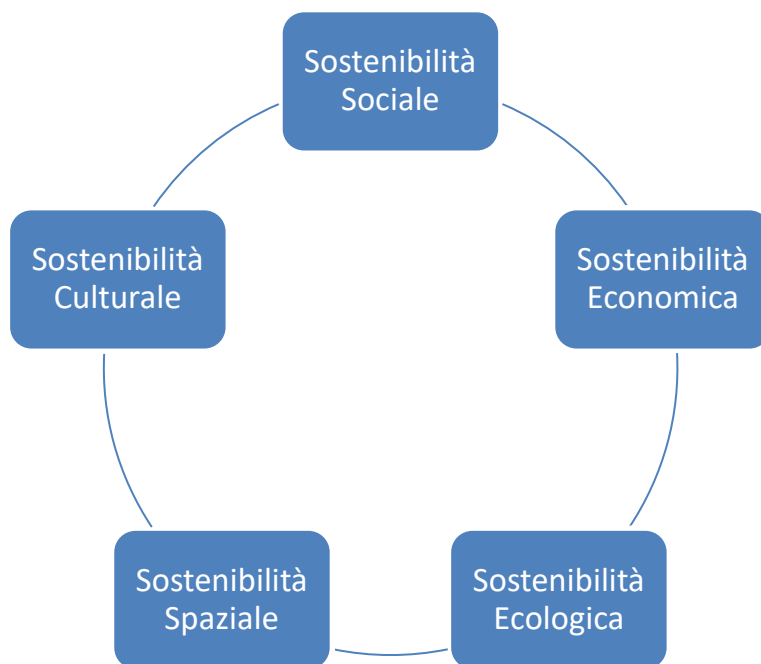 Sostenibilità
Sociale
Sostenibilità
Economica
Sostenibilità
Ecologica
Sostenibilità
Spaziale
Sostenibilità
Culturale